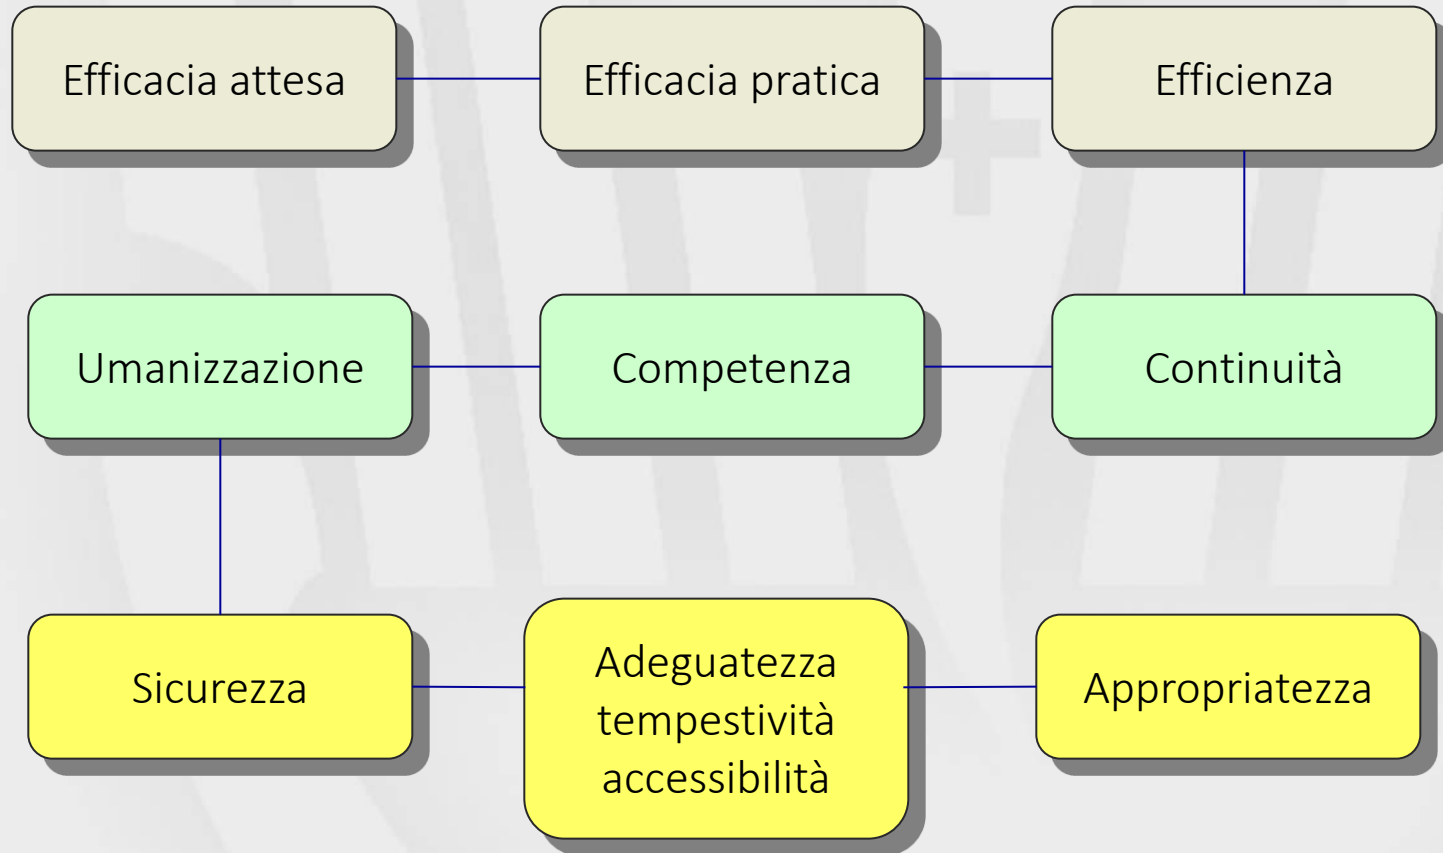 Efficacia attesa
Efficacia pratica
Efficienza
Umanizzazione
Competenza
Continuità
Sicurezza
Adeguatezza
tempestività
accessibilità
Appropriatezza